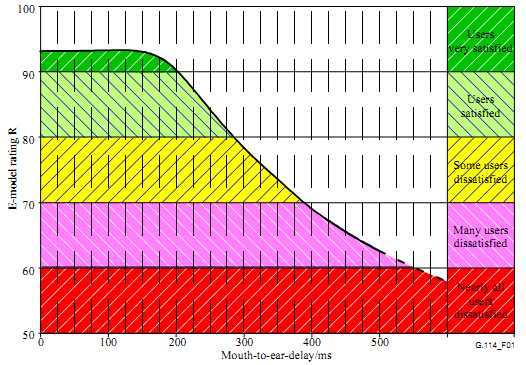 100
90
80
70
60
50
E-model rating R
0
100
200
300
400
500
Mouth-to-ear-delay/ms
Users
very satisfied
Users
satisfied
Some users
dissatisfied
Many users
dissatisfied
Nearly all
users
dissatisfied
G.114_F01